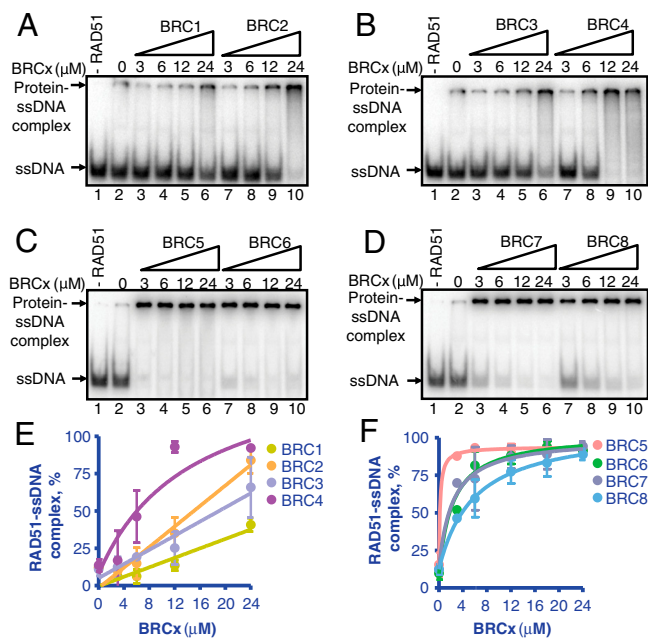 A
- RAD51
BRC1 BRC2
BRCx (μM) 0 3 6 12 24 3 6 12 24
Protein-
ssDNA
complex
ssDNA
1 2 3 4 5 6 7 8 9 10
B
- RAD51
BRC3 BRC4
BRCx (μM) 0 3 6 12 24 3 6 12 24
Protein-
ssDNA
complex
ssDNA
1 2 3 4 5 6 7 8 9 10
C
- RAD51
BRC5 BRC6
BRCx (μM) 0 3 6 12 24 3 6 12 24
Protein-
ssDNA
complex
ssDNA
1 2 3 4 5 6 7 8 9 10
D
- RAD51
BRC7 BRC8
BRCx (μM) 0 3 6 12 24 3 6 12 24
Protein-
ssDNA
complex
ssDNA
1 2 3 4 5 6 7 8 9 10
E
RAD51-ssDNA
complex, %
100
75
50
25
0
0 4 8 12 16 20 24
BRCx (μM)
BRC1
BRC2
BRC3
BRC4
F
RAD51-ssDNA
complex, %
100
75
50
25
0
0 4 8 12 16 20 24
BRCx (μM)
BRC5
BRC6
BRC7
BRC8